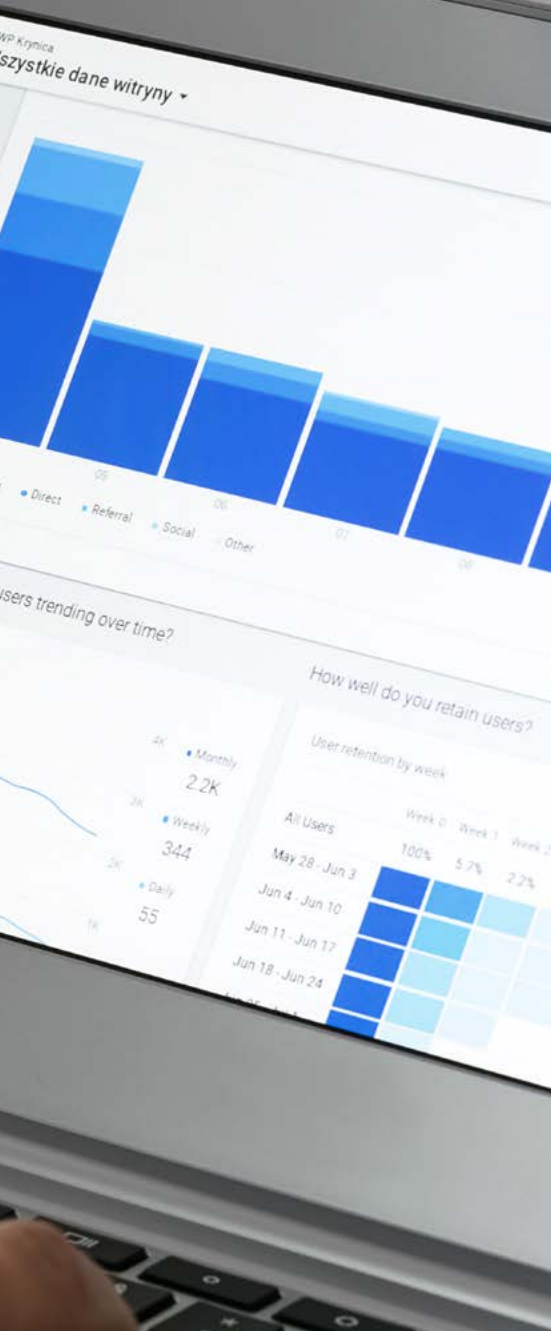 WP Krynica
szystkie dane witryny
05
06
07
08
Direct
Referral
Social
Other
users trending over time?
4K
Monthly
2.2K
Weekly
344
Daily
55
1K
How well do you retain users?
User retention by week
Week 0 Week 1 Week 2
All Users 100% 5.7% 2.2%
May 28 - Jun 3
Jun 4 - Jun 10
Jun 11 - Jun 17
Jun 18 - Jun 24